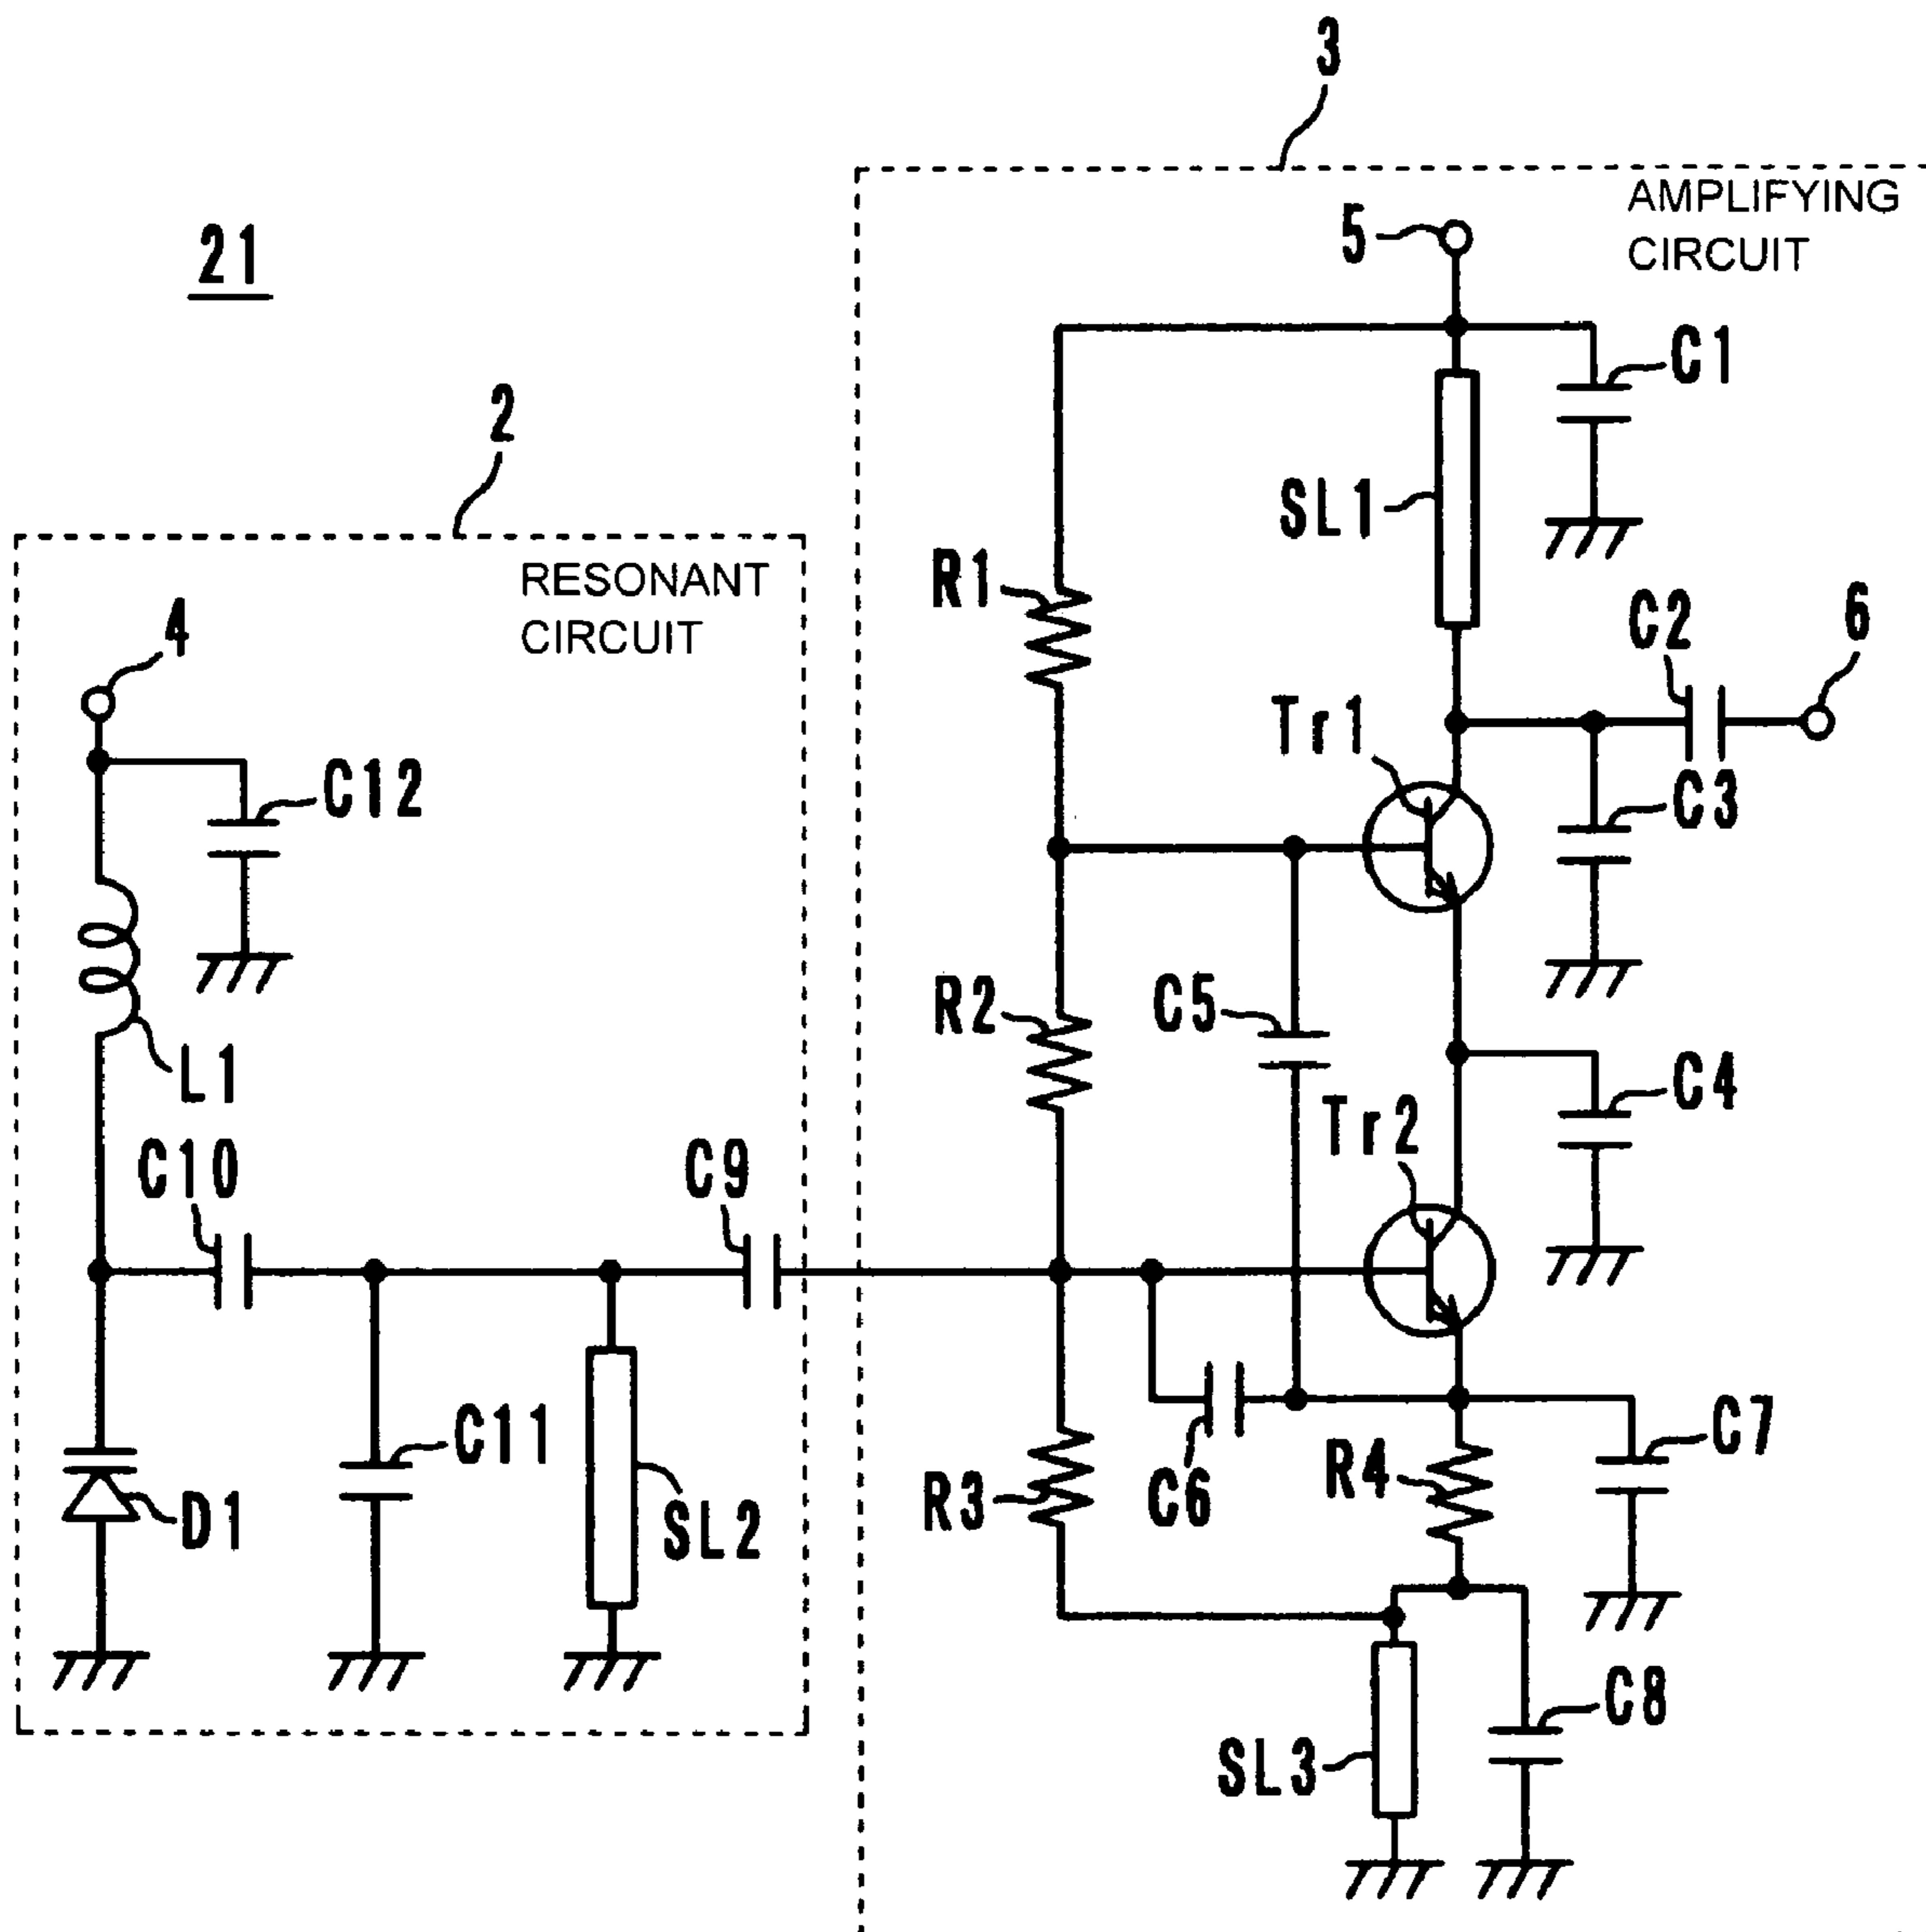 3
AMPLIFYING
CIRCUIT
5
21
C1
2
SL1
RESONANT
CIRCUIT
R1
4
C2
6
Tr1
C12
C3
R2
C5
L1
C4
Tr2
C10
C9
C11
C7
D1
SL2
R3
C6
R4
C8
SL3